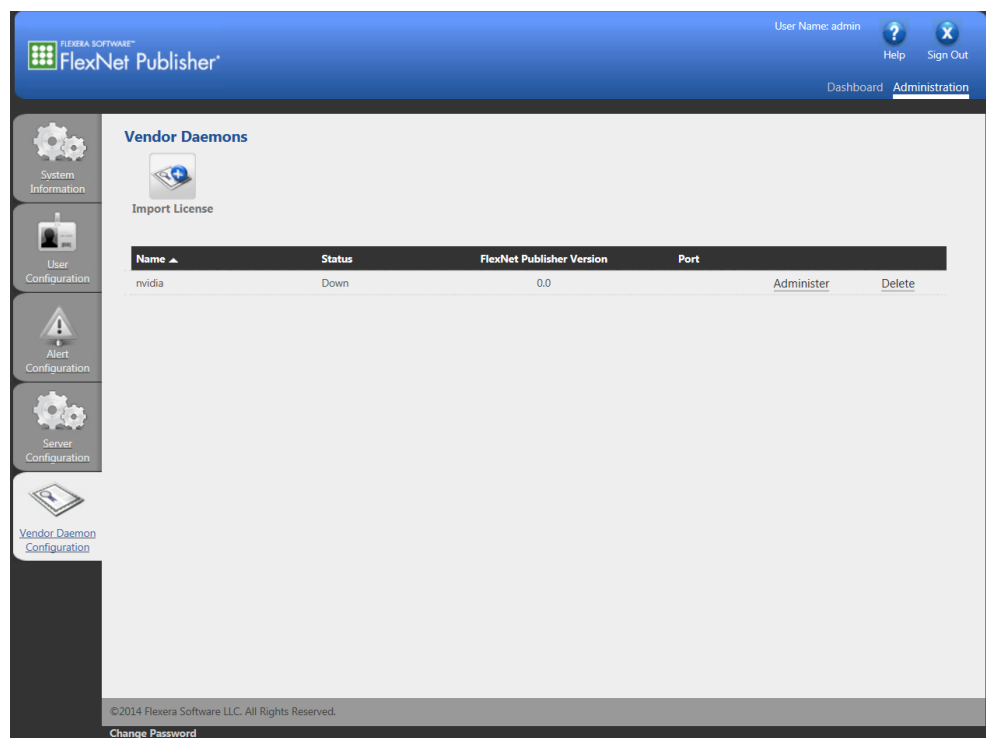 User Name: admin
FLEXERA SOFTWARE™
FlexNet Publisher
Help
Sign Out
Dashboard
Administration
System
Information
User
Configuration
Alert
Configuration
Server
Configuration
Vendor Daemon
Configuration
Vendor Daemons
Import License
Name ▲ Status FlexNet Publisher Version Port
nvidia Down 0.0 Administer Delete
©2014 Flexera Software LLC. All Rights Reserved.
Change Password